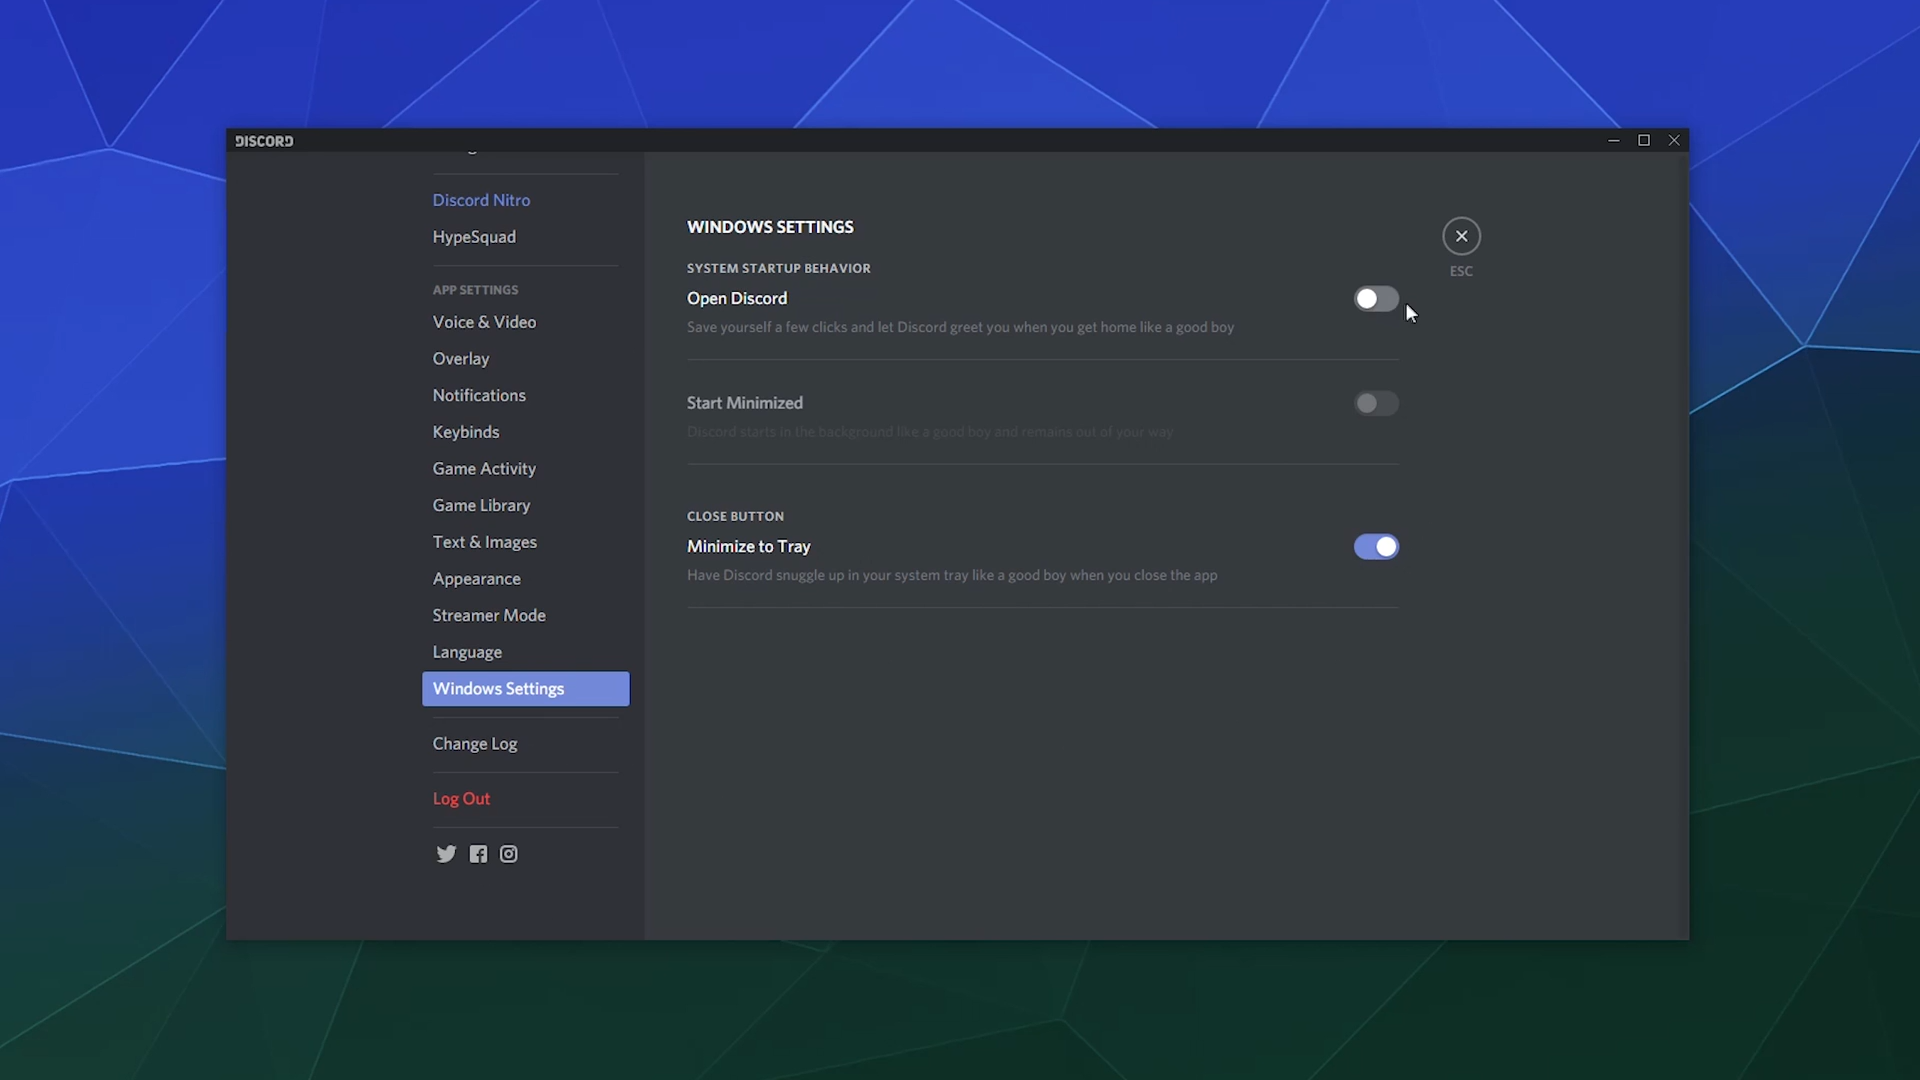 DISCORD
Discord Nitro
HypeSquad
APP SETTINGS
Voice & Video
Overlay
Notifications
Keybinds
Game Activity
Game Library
Text & Images
Appearance
Streamer Mode
Language
Windows Settings
Change Log
Log Out
WINDOWS SETTINGS
SYSTEM STARTUP BEHAVIOR
Open Discord
Save yourself a few clicks and let Discord greet you when you get home like a good boy
Start Minimized
Discord starts in the background like a good boy and remains out of your way
CLOSE BUTTON
Minimize to Tray
Have Discord snuggle up in your system tray like a good boy when you close the app
ESC